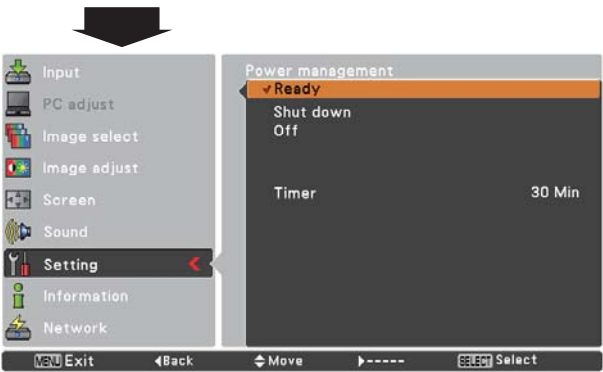 Input
PC adjust
Image select
Image adjust
Screen
Sound
Setting
Information
Network
Power management
✓Ready
Shut down
Off
Timer 30 Min
MENU Exit ◀Back ▲▼Move ▶----- SELECT Select